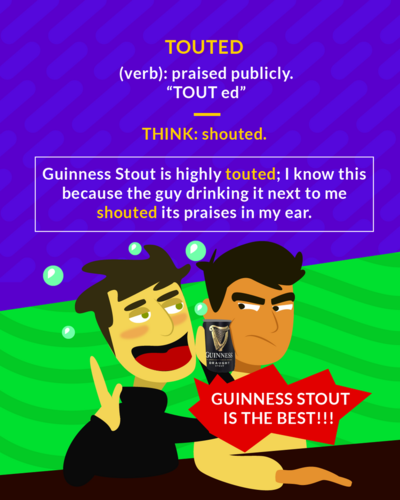 TOUTED
(verb): praised publicly.
“TOUT ed”
THINK: shouted.
Guinness Stout is highly touted; I know this
because the guy drinking it next to me
shouted its praises in my ear.
GUINNESS
DRAUGHT
GUINNESS STOUT
IS THE BEST!!!